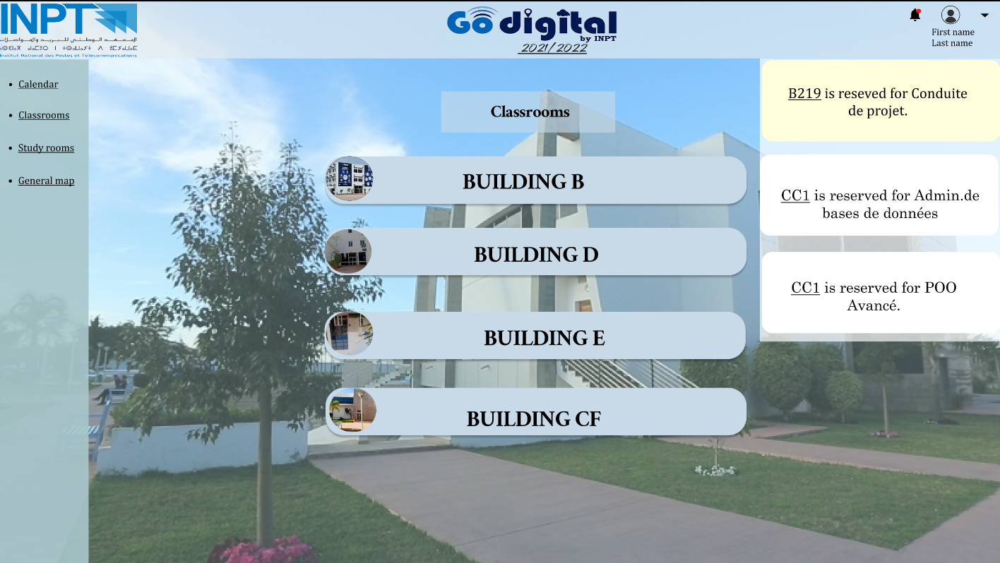 INPT
المعهد الوطني للبريد والمواصلات
Institut National des Postes et Télécommunications
Go digital
by INPT
2021/2022
First name
Last name
• Calendar
• Classrooms
• Study rooms
• General map
Classrooms
BUILDING B
BUILDING D
BUILDING E
BUILDING CF
B219 is reseved for Conduite
de projet.
CC1 is reserved for Admin.de
bases de données
CC1 is reserved for POO
Avancé.